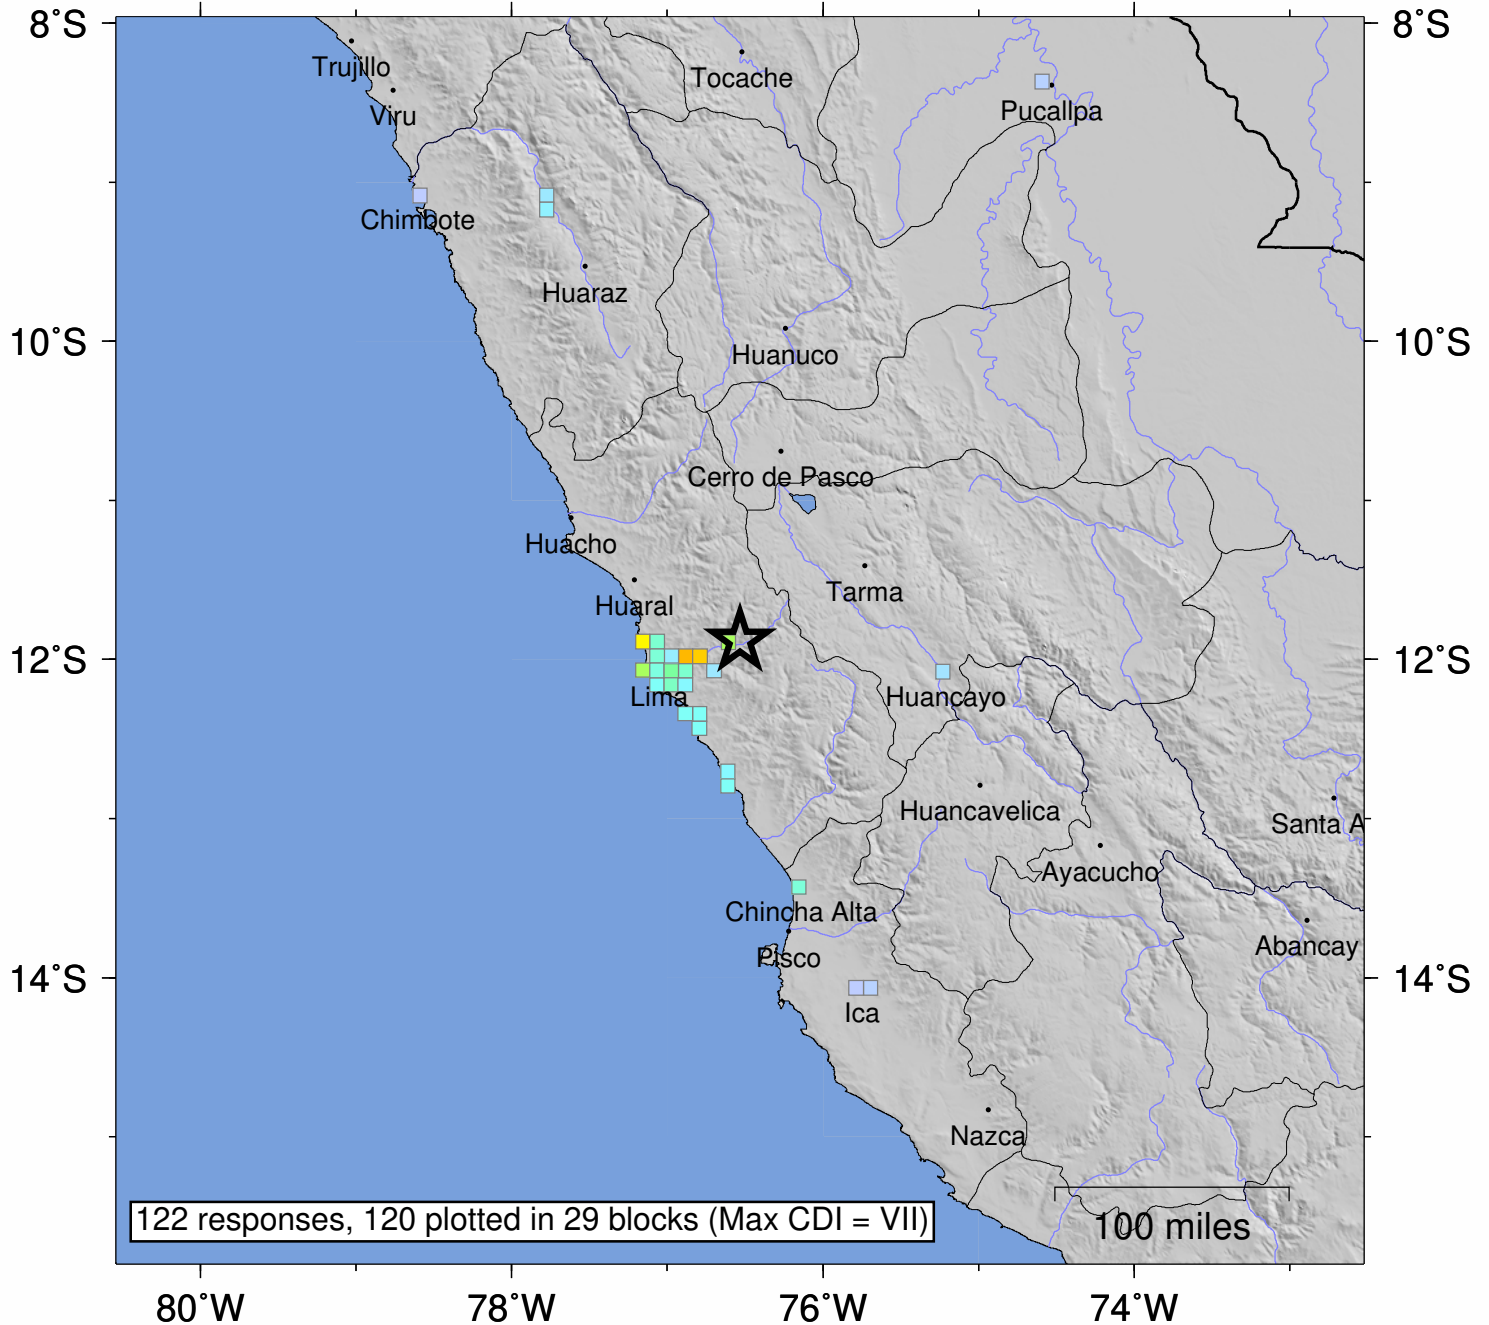 8˚S
8˚S
Trujillo
Tocache
Viru
Pucallpa
Chimbote
Huaraz
10˚S
10˚S
Huanuco
Cerro de Pasco
Huacho
Tarma
Huaral
12˚S
12˚S
Lima
Huancayo
Huancavelica
Santa A
Ayacucho
Chincha Alta
Abancay
Pisco
14˚S
14˚S
Ica
Nazca
122 responses, 120 plotted in 29 blocks (Max CDI = VII)
100 miles
80˚W
78˚W
76˚W
74˚W